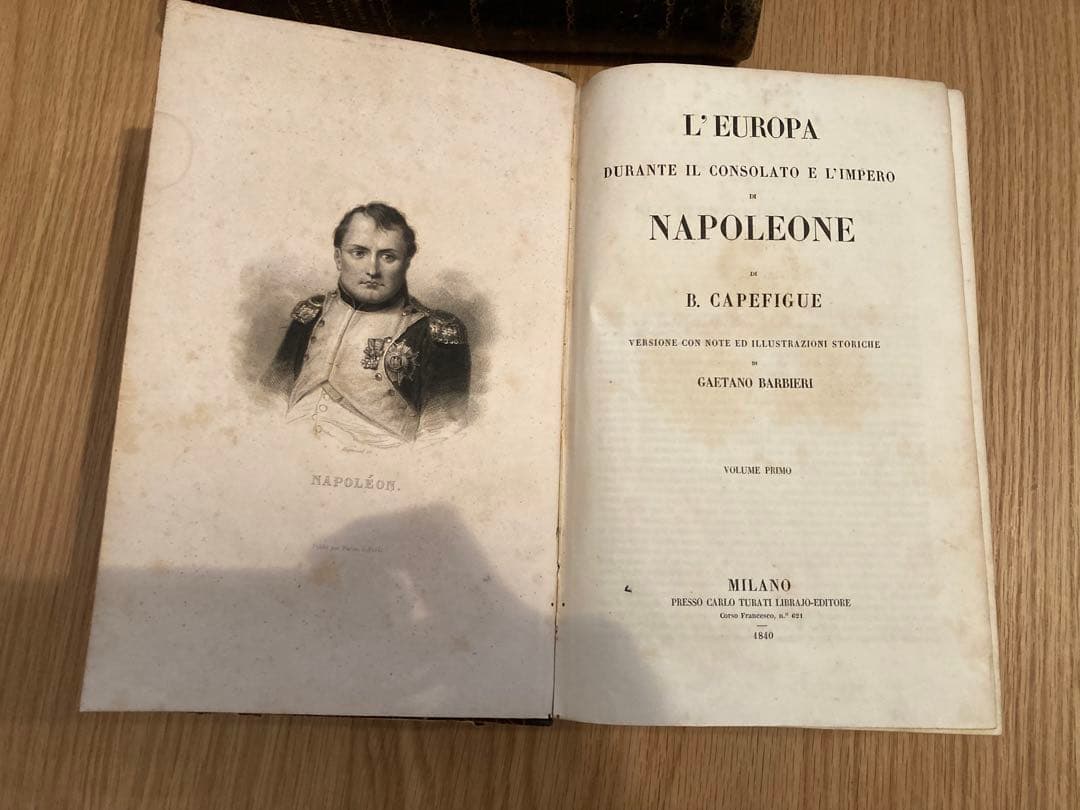 NAPOLÉON.
L'EUROPA
DURANTE IL CONSOLATO E L'IMPERO
DI
NAPOLEONE
DI
B. CAPEFIGUE
VERSIONE CON NOTE ED ILLUSTRAZIONI STORICHE
DI
GAETANO BARBIERI
VOLUME PRIMO
MILANO
PRESSO CARLO TURATI LIBRAJO-EDITORE
Corso Francesco, n.° 621
1840